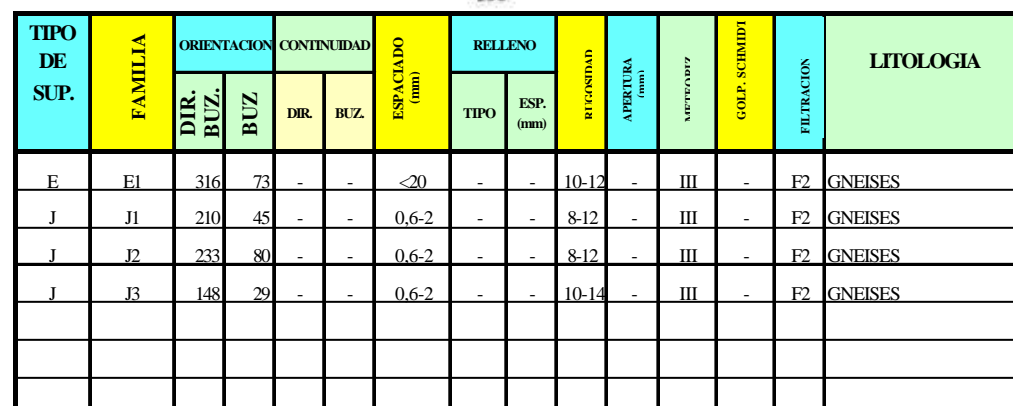 TIPO DE SUP.
FAMILIA
ORIENTACION
DIR. BUZ.
BUZ
CONTINUIDAD
DIR.
BUZ.
ESPACIADO (mm)
RELLENO
TIPO
ESP. (mm)
RUGOSIDAD
APERTURA (mm)
METEORIZ
GOLP. SCHMIDT
FILTRACION
LITOLOGIA
E E1 316 73 - - <20 - - 10-12 - III - F2 GNEISES
J J1 210 45 - - 0,6-2 - - 8-12 - III - F2 GNEISES
J J2 233 80 - - 0,6-2 - - 8-12 - III - F2 GNEISES
J J3 148 29 - - 0,6-2 - - 10-14 - III - F2 GNEISES